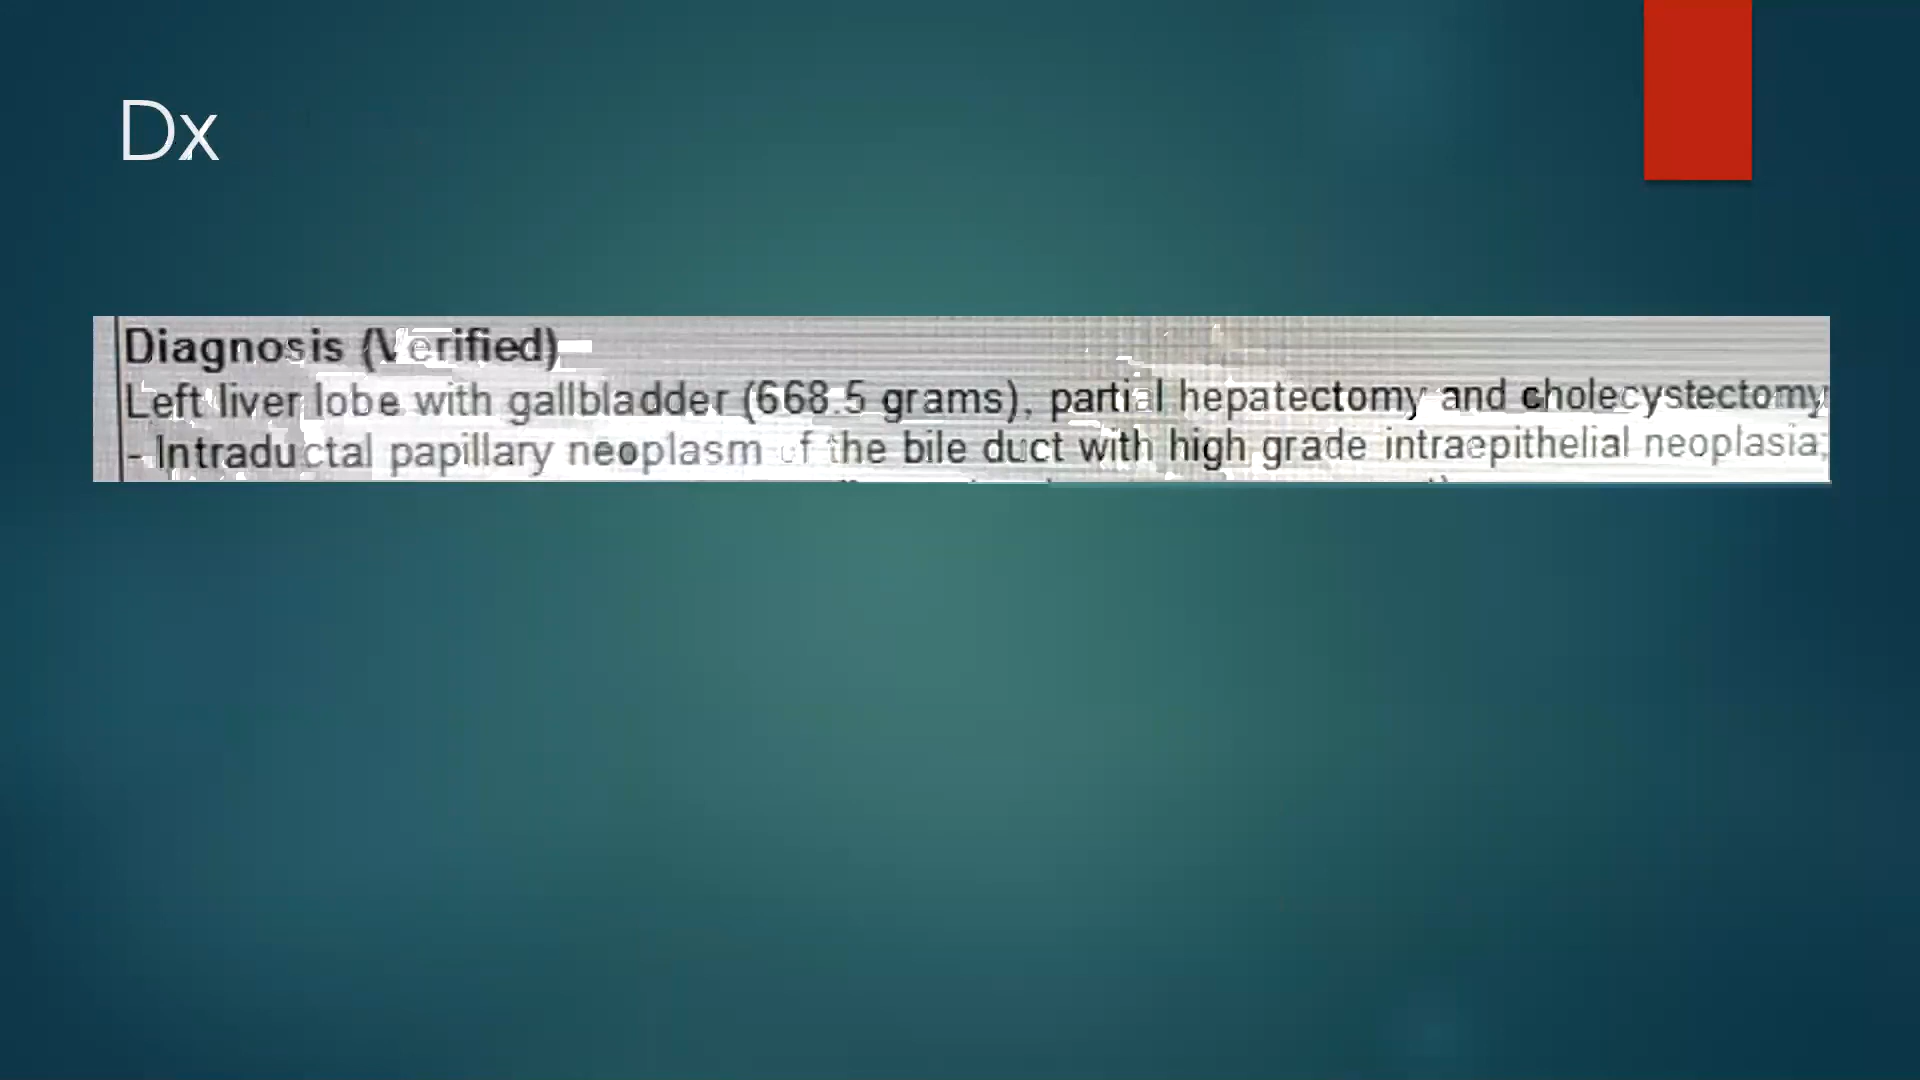 Dx
Diagnosis (Verified)
Left liver lobe with gallbladder (668.5 grams), partial hepatectomy and cholecystectomy
- Intraductal papillary neoplasm of the bile duct with high grade intraepithelial neoplasia;